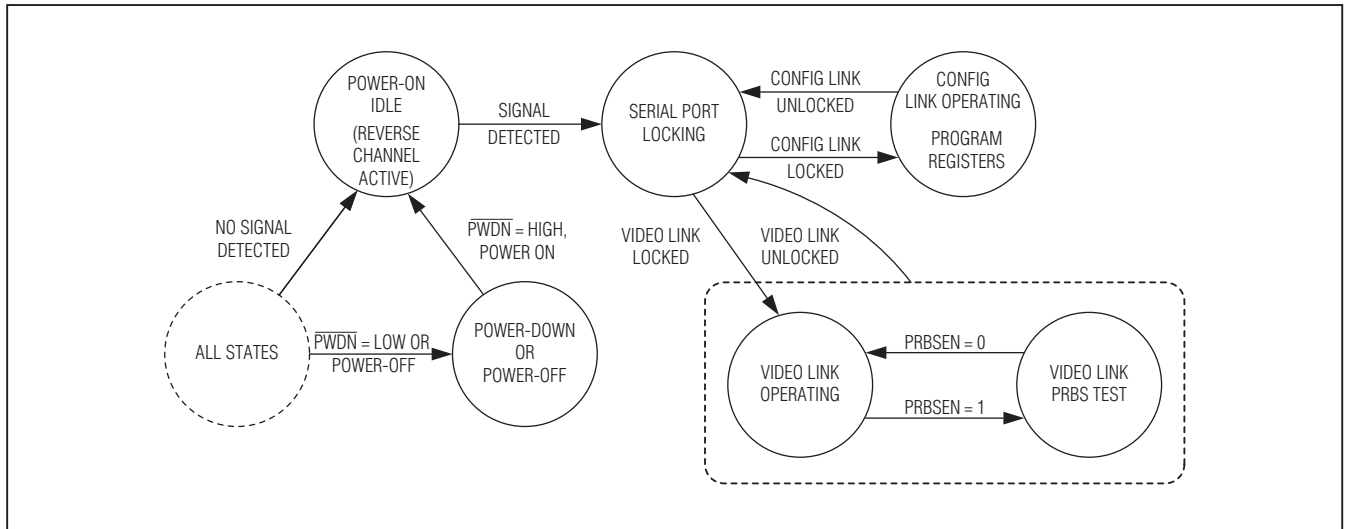 POWER-ON
IDLE
(REVERSE
CHANNEL
ACTIVE)
SIGNAL
DETECTED
SERIAL PORT
LOCKING
CONFIG LINK
UNLOCKED
CONFIG LINK
LOCKED
CONFIG
LINK OPERATING
PROGRAM
REGISTERS
NO SIGNAL
DETECTED
P̅W̅D̅N̅ = HIGH,
POWER ON
VIDEO LINK
LOCKED
VIDEO LINK
UNLOCKED
ALL STATES
P̅W̅D̅N̅ = LOW OR
POWER-OFF
POWER-DOWN
OR
POWER-OFF
VIDEO LINK
OPERATING
PRBSEN = 0
PRBSEN = 1
VIDEO LINK
PRBS TEST